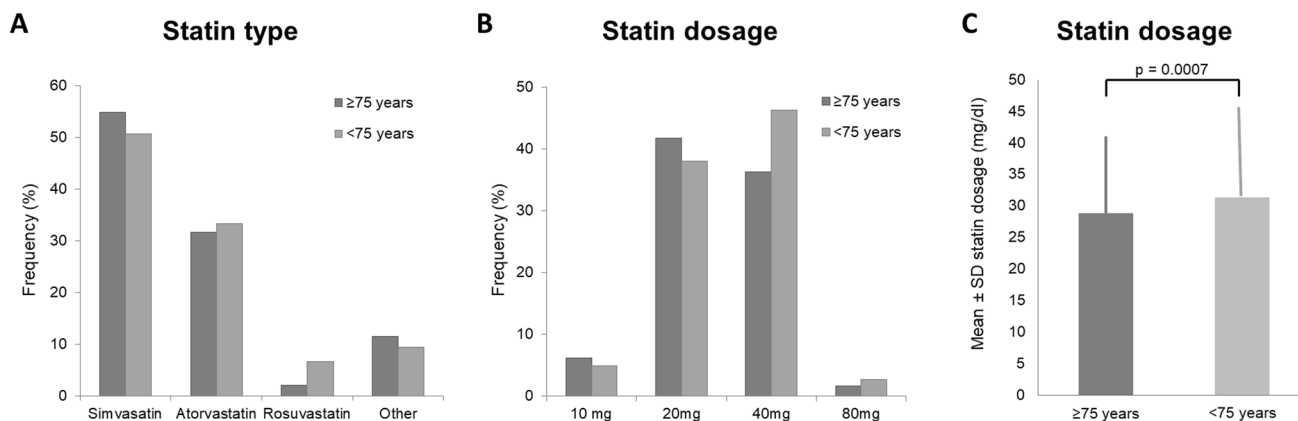 A
Statin type
Frequency (%)
60
50
40
30
20
10
0
≥75 years
<75 years
Simvasatin
Atorvastatin
Rosuvastatin
Other
B
Statin dosage
Frequency (%)
50
40
30
20
10
0
≥75 years
<75 years
10 mg
20mg
40mg
80mg
C
Statin dosage
p = 0.0007
Mean ± SD statin dosage (mg/dl)
50
45
40
35
30
25
20
15
10
5
0
≥75 years
<75 years